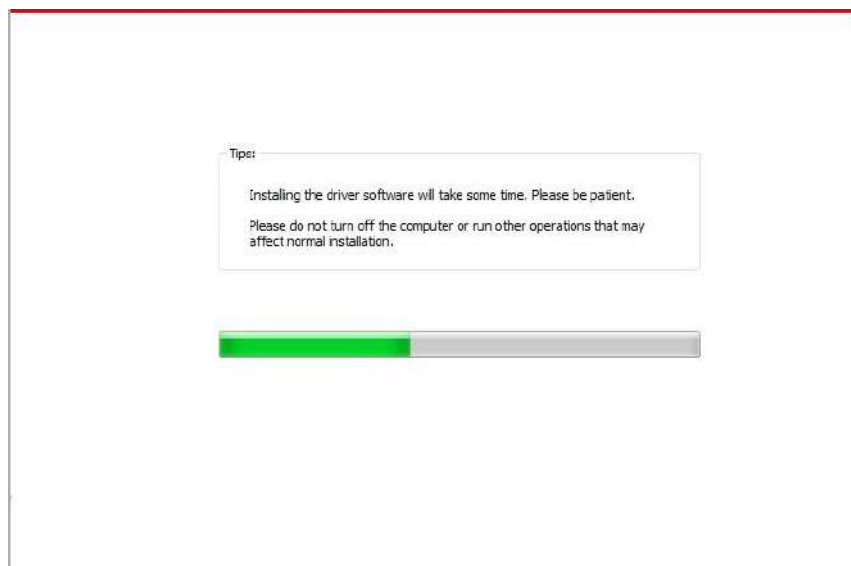 Tips:
Installing the driver software will take some time. Please be patient.
Please do not turn off the computer or run other operations that may
affect normal installation.